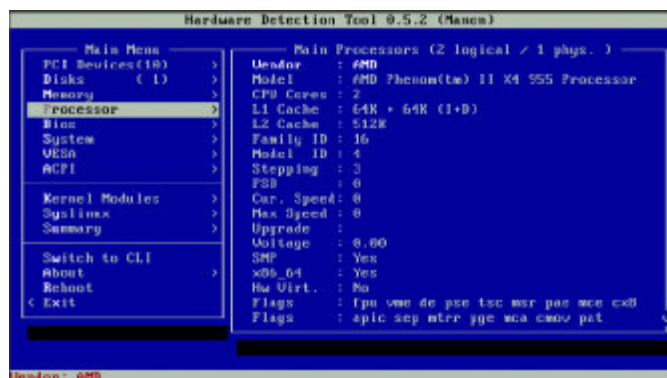 Hardware Detection Tool 0.5.2 (Manon)
Main Menu
PCI Devices(10) >
Disks ( 1) >
Memory >
Processor >
Bios >
System >
VESA >
ACPI >
Kernel Modules >
Syslinux >
Summary >
Switch to CLI
About >
Reboot
< Exit
Main Processors (2 logical / 1 phys. )
Vendor : AMD
Model : AMD Phenom(tm) II X4 955 Processor
CPU Cores : 2
L1 Cache : 64K + 64K (I+D)
L2 Cache : 512K
Family ID : 16
Model ID : 4
Stepping : 3
FSB : 0
Cur. Speed: 0
Max Speed : 0
Upgrade :
Voltage : 0.00
SMP : Yes
x86_64 : Yes
Hw Virt. : No
Flags : fpu vme de pse tsc msr pae mce cx8
Flags : apic sep mtrr pge mca cmov pat
Vendor: AMD